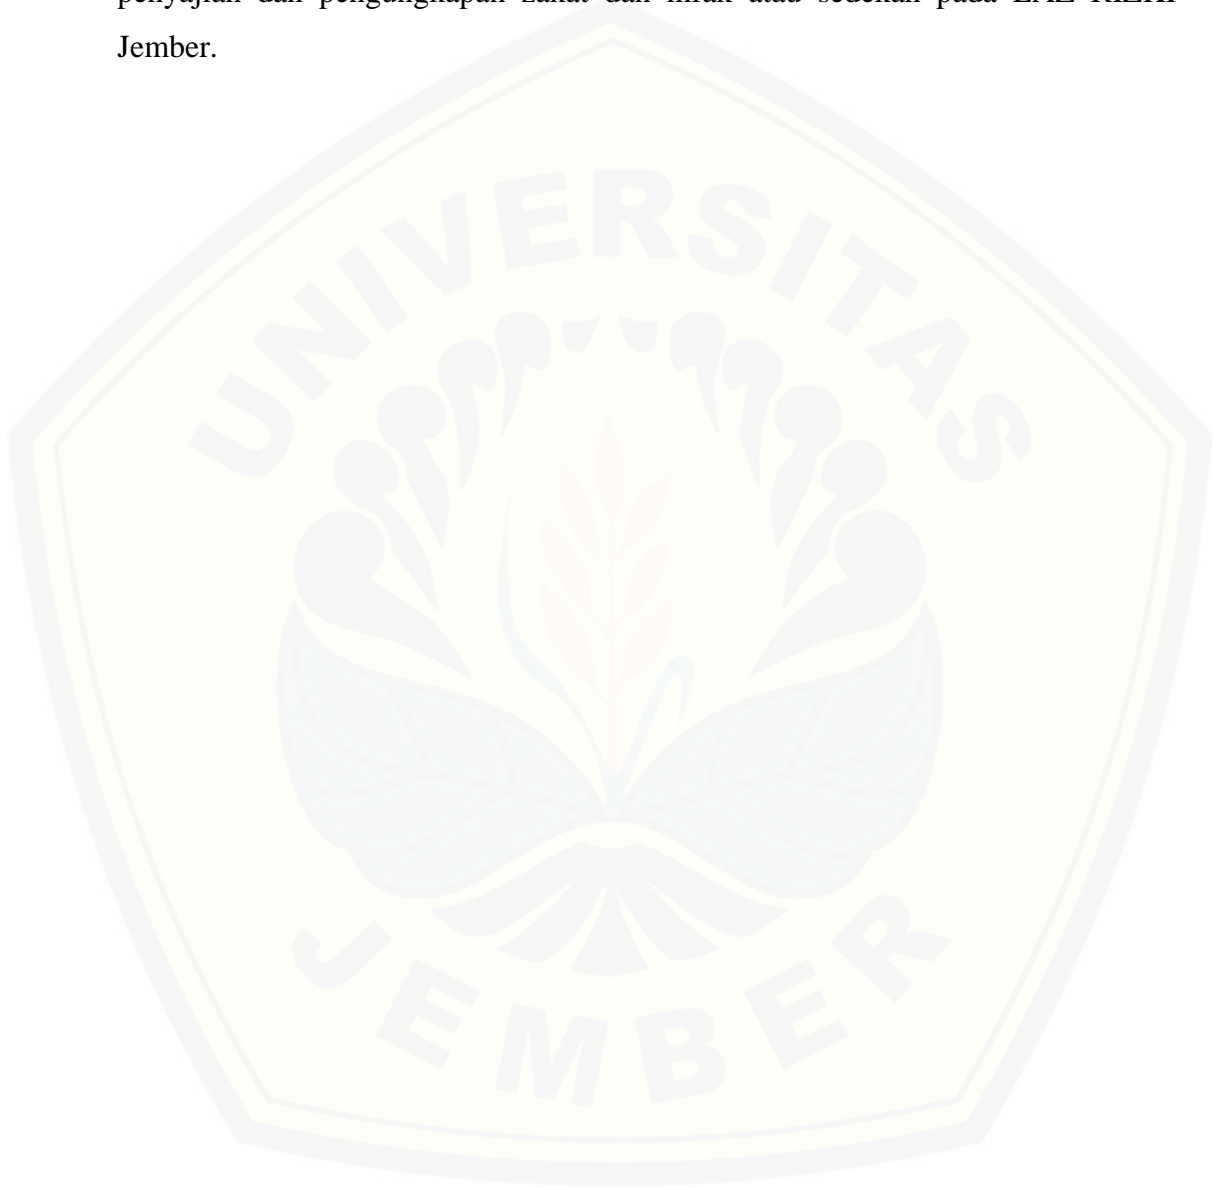 penyajian dan pengungkapan zakat dan infak atau sedekah pada LAZ RIZKI
Jember.
UNIVERSITAS
JEMBER